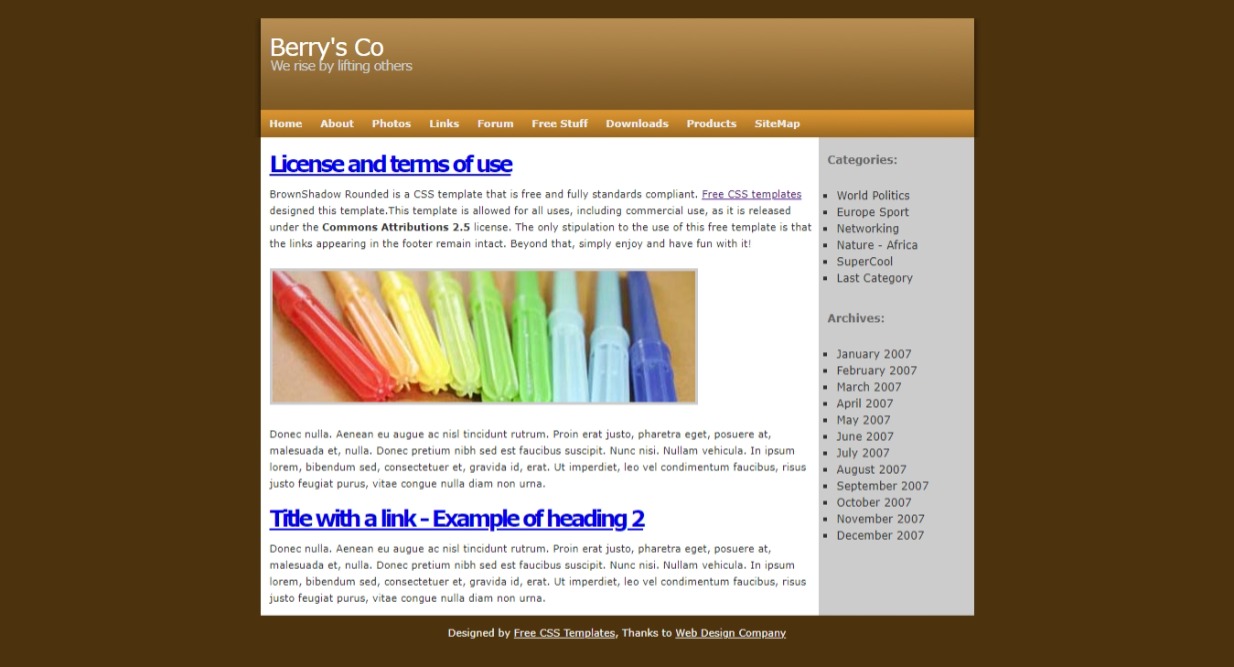 Berry's Co
We rise by lifting others
Home About Photos Links Forum Free Stuff Downloads Products SiteMap
License and terms of use
BrownShadow Rounded is a CSS template that is free and fully standards compliant. Free CSS templates
designed this template.This template is allowed for all uses, including commercial use, as it is released
under the Commons Attributions 2.5 license. The only stipulation to the use of this free template is that
the links appearing in the footer remain intact. Beyond that, simply enjoy and have fun with it!
Donec nulla. Aenean eu augue ac nisl tincidunt rutrum. Proin erat justo, pharetra eget, posuere at,
malesuada et, nulla. Donec pretium nibh sed est faucibus suscipit. Nunc nisi. Nullam vehicula. In ipsum
lorem, bibendum sed, consectetuer et, gravida id, erat. Ut imperdiet, leo vel condimentum faucibus, risus
justo feugiat purus, vitae congue nulla diam non urna.
Title with a link - Example of heading 2
Donec nulla. Aenean eu augue ac nisl tincidunt rutrum. Proin erat justo, pharetra eget, posuere at,
malesuada et, nulla. Donec pretium nibh sed est faucibus suscipit. Nunc nisi. Nullam vehicula. In ipsum
lorem, bibendum sed, consectetuer et, gravida id, erat. Ut imperdiet, leo vel condimentum faucibus, risus
justo feugiat purus, vitae congue nulla diam non urna.
Categories:
World Politics
Europe Sport
Networking
Nature - Africa
SuperCool
Last Category
Archives:
January 2007
February 2007
March 2007
April 2007
May 2007
June 2007
July 2007
August 2007
September 2007
October 2007
November 2007
December 2007
Designed by Free CSS Templates, Thanks to Web Design Company